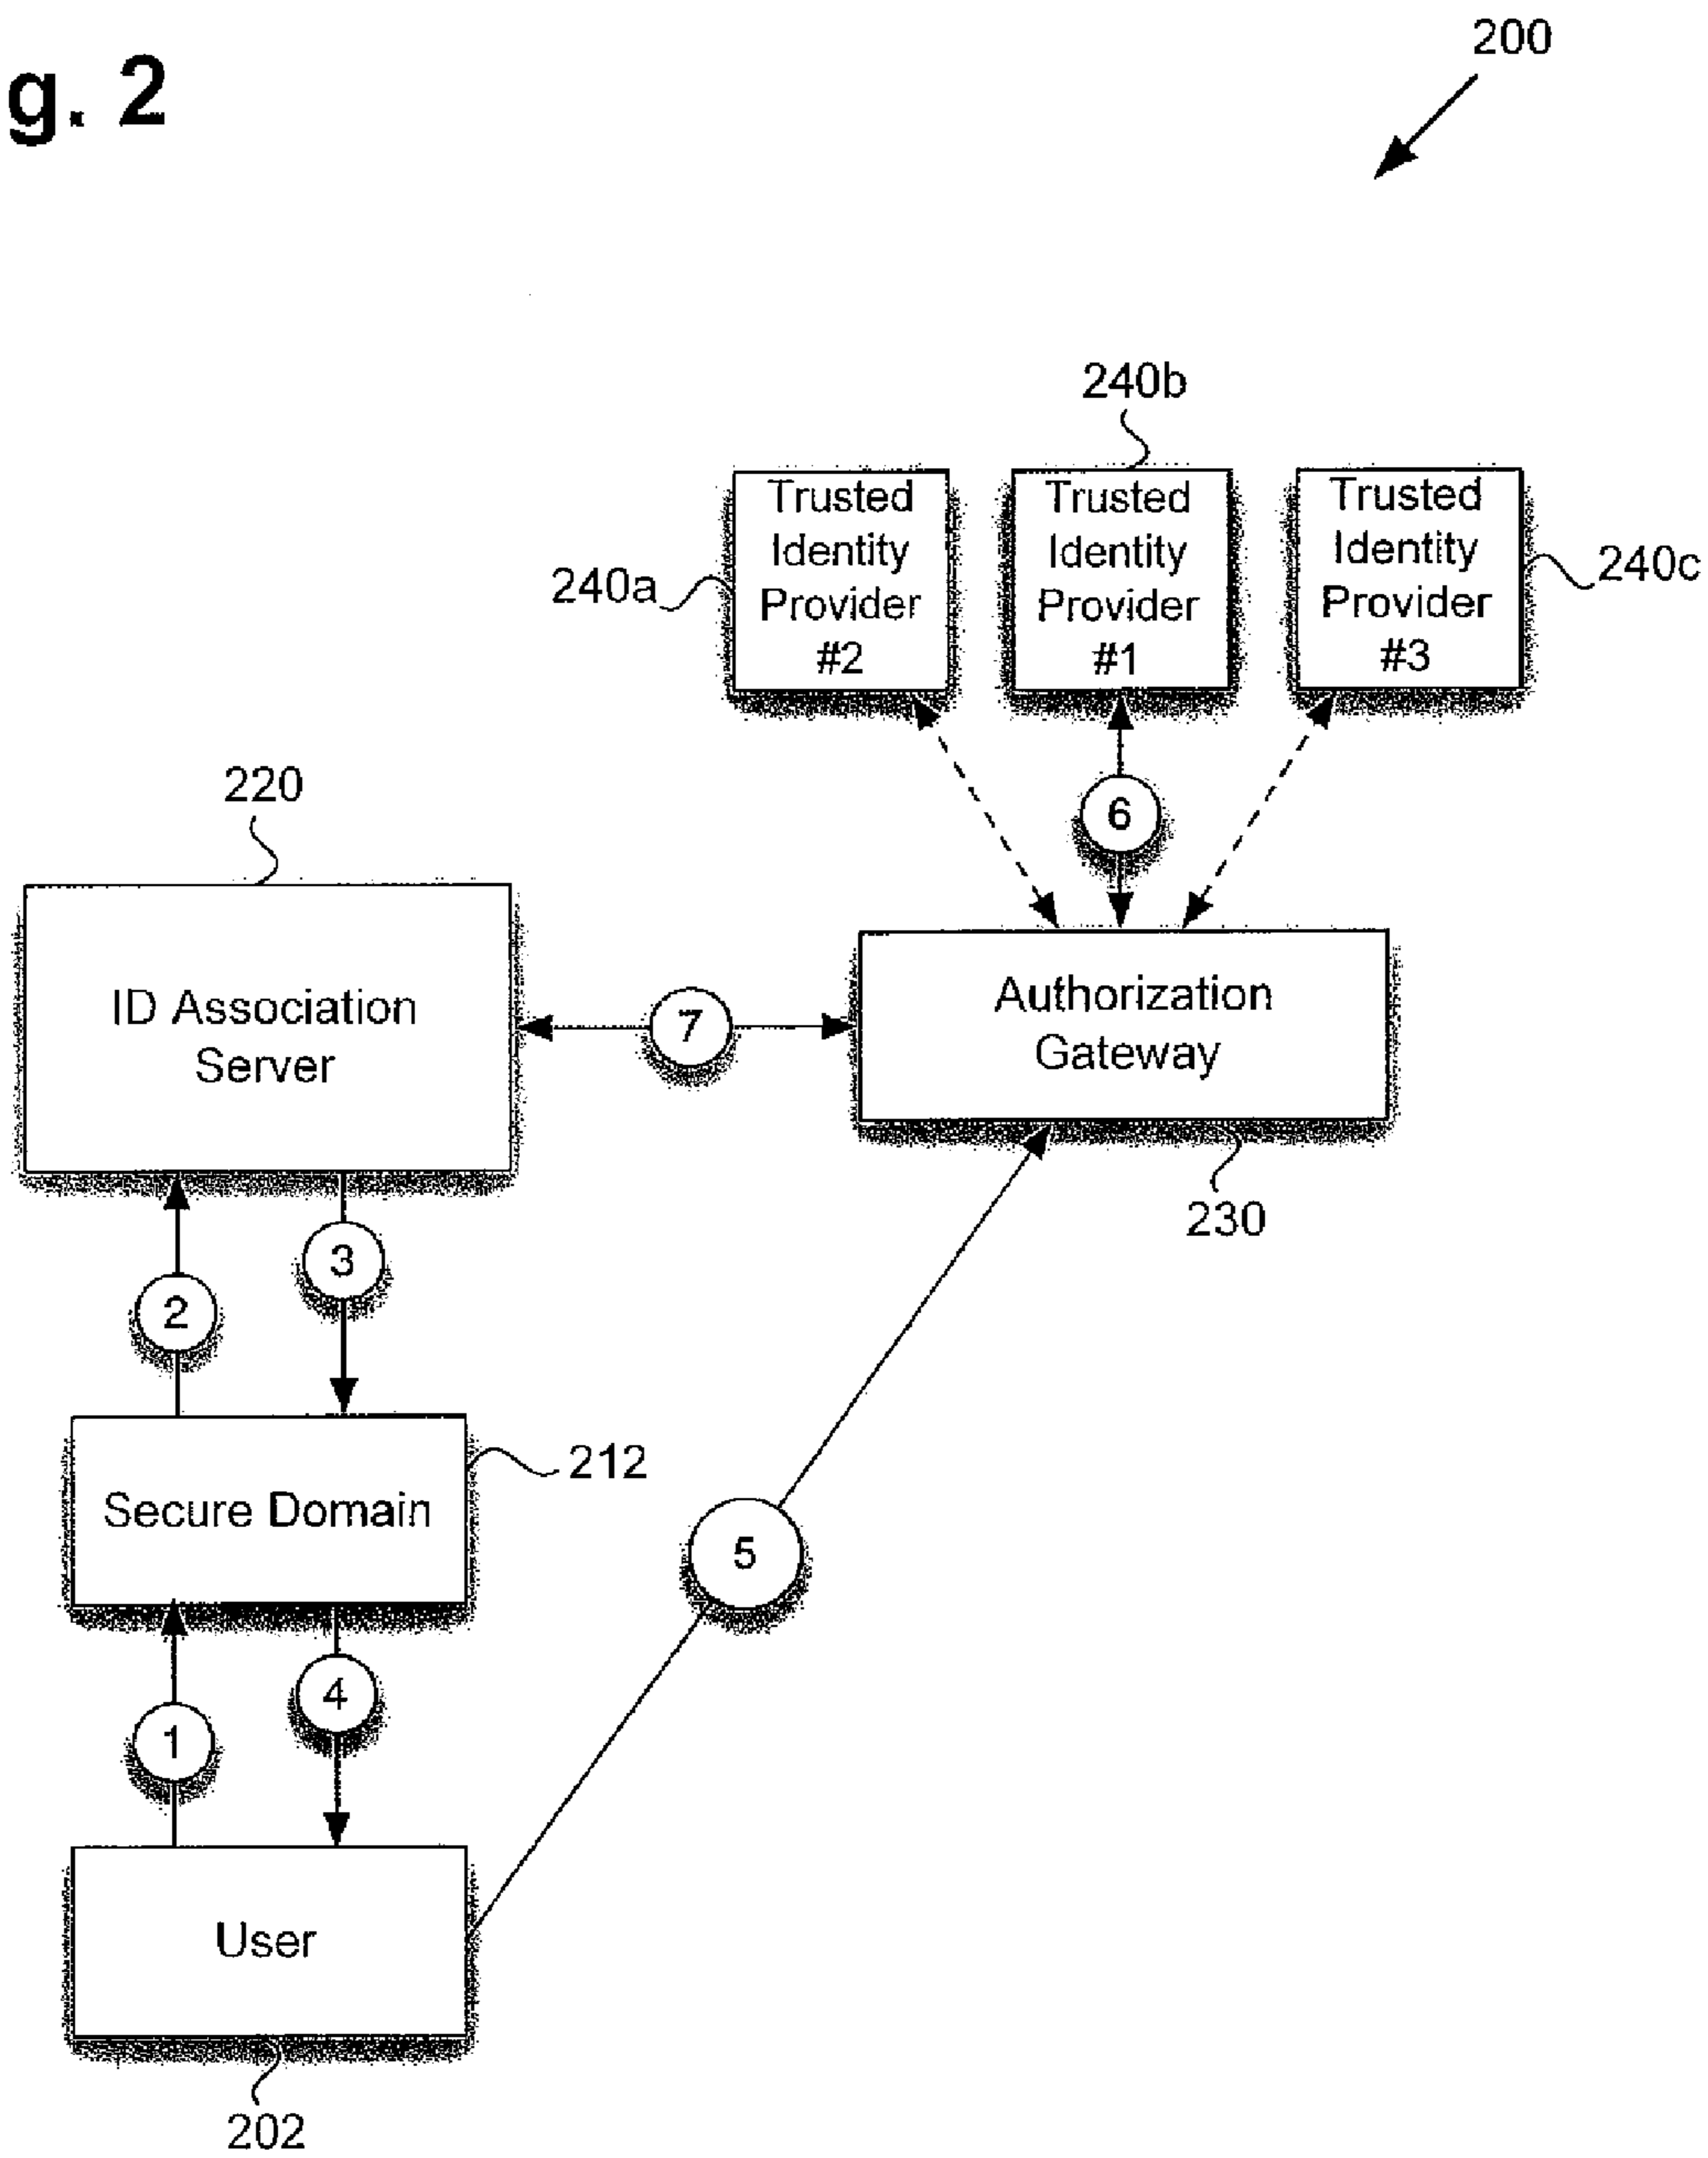 g. 2
200
240b
Trusted
Identity
Provider
#2
Trusted
Identity
Provider
#1
Trusted
Identity
Provider
#3
240a
240c
6
220
ID Association
Server
7
Authorization
Gateway
230
3
2
212
Secure Domain
5
4
1
User
202